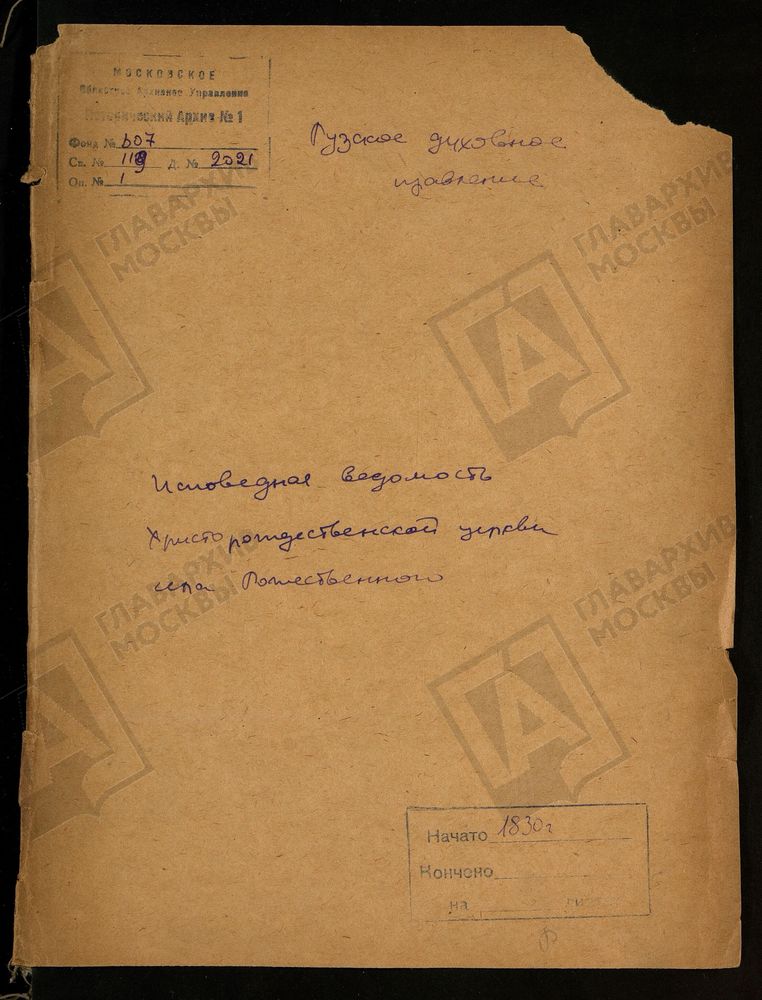 МОСКОВСКОЕ
Областное Архивное Управление
Исторический Архив № 1
Фонд № 607
Св. № 119 Д. № 2021
Оп. № 1
Рузское духовное
правление
ГЛАВАРХИВ
МОСКВЫ
ГЛАВАРХИВ
МОСКВЫ
Исповедная ведомость
Христорождественской церкви
села Рожественного
ГЛАВАРХИВ
МОСКВЫ
ГЛАВАРХИВ
МОСКВЫ
Начато 1830 г
Кончено
на